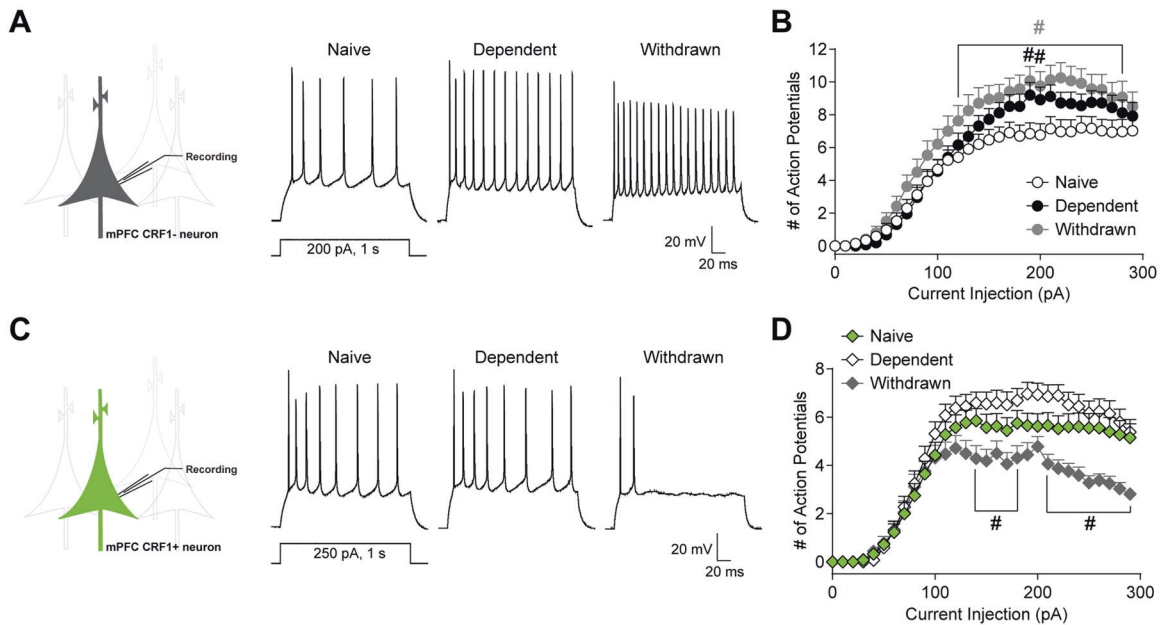 A
Naive
Dependent
Withdrawn
Recording
mPFC CRF1- neuron
200 pA, 1 s
20 mV
20 ms
B
# of Action Potentials
12
10
8
6
4
2
0
#
##
Naive
Dependent
Withdrawn
0
100
200
300
Current Injection (pA)
C
Naive
Dependent
Withdrawn
Recording
mPFC CRF1+ neuron
250 pA, 1 s
20 mV
20 ms
D
Naive
Dependent
Withdrawn
# of Action Potentials
8
6
4
2
0
#
#
0
100
200
300
Current Injection (pA)